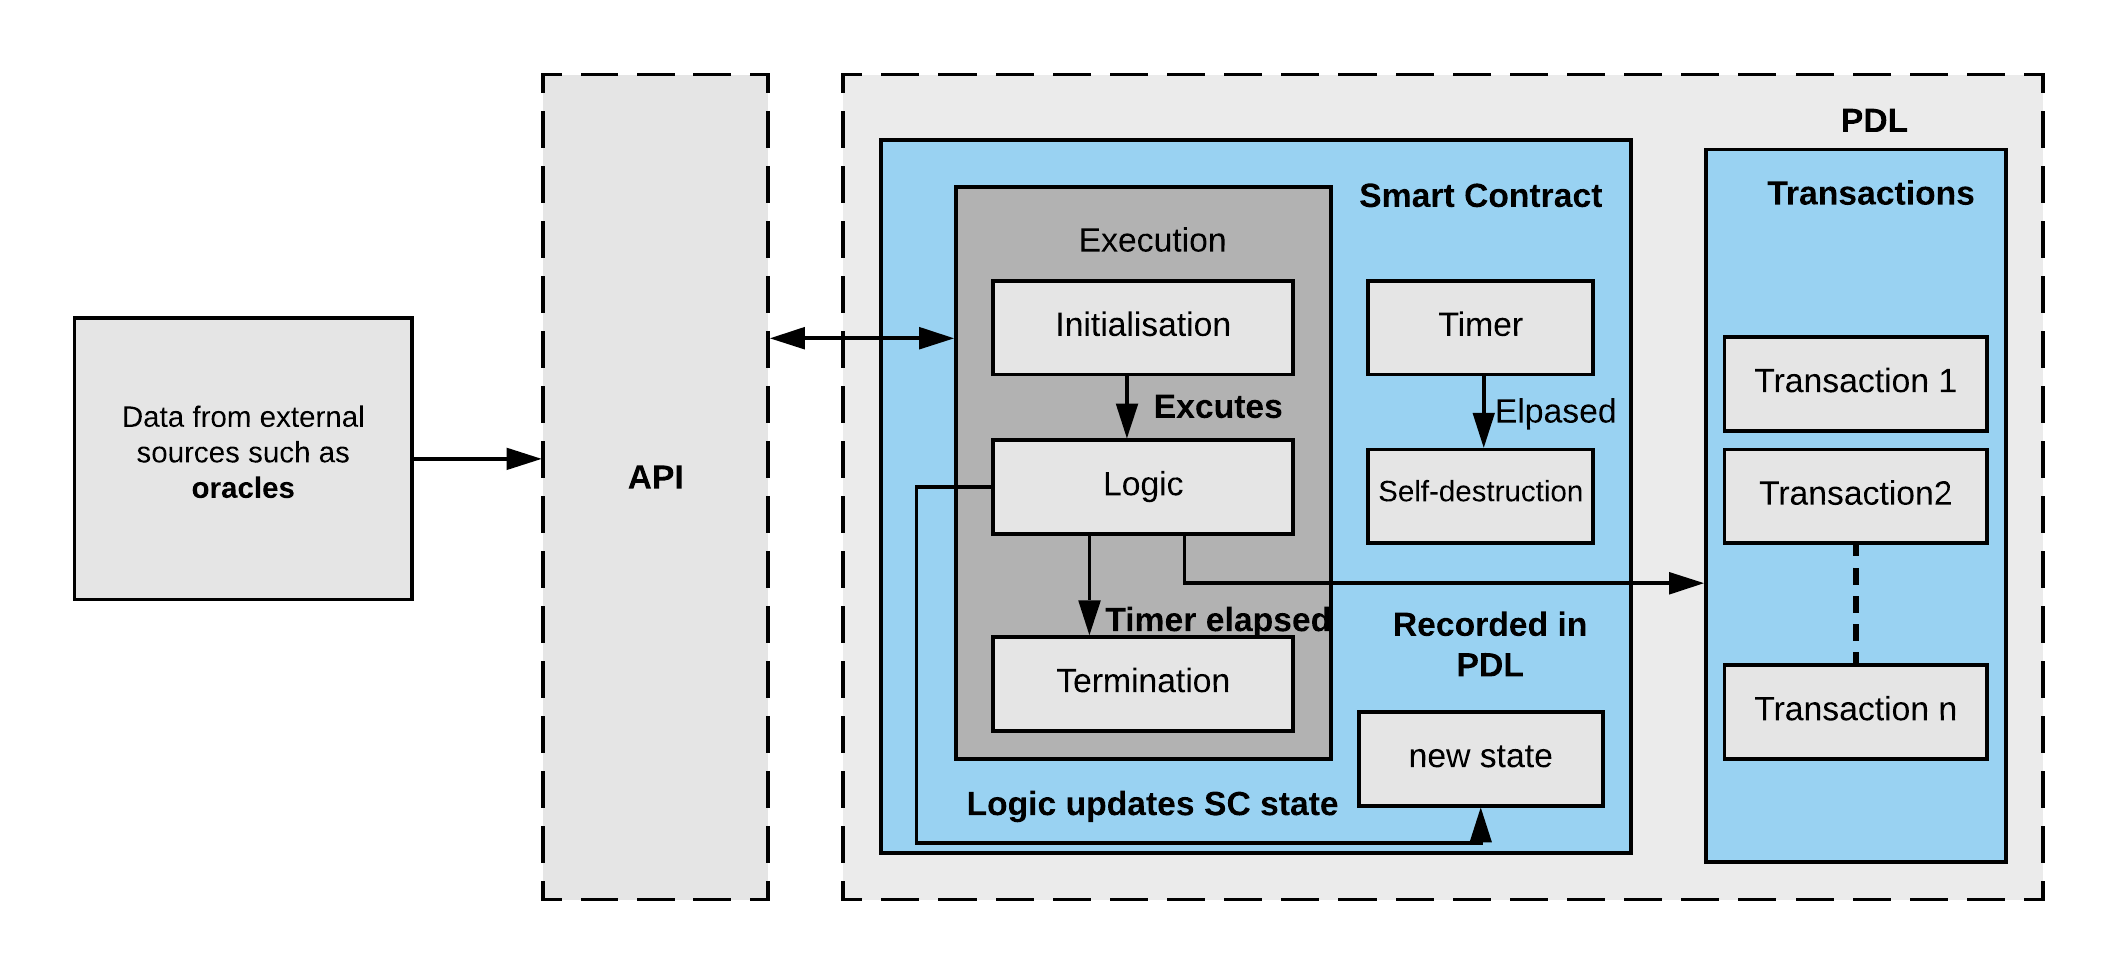 Data from external
sources such as
oracles
API
PDL
Smart Contract
Execution
Initialisation
Excutes
Logic
Timer elapsed
Termination
Logic updates SC state
Timer
Elpased
Self-destruction
Recorded in
PDL
new state
Transactions
Transaction 1
Transaction2
Transaction n